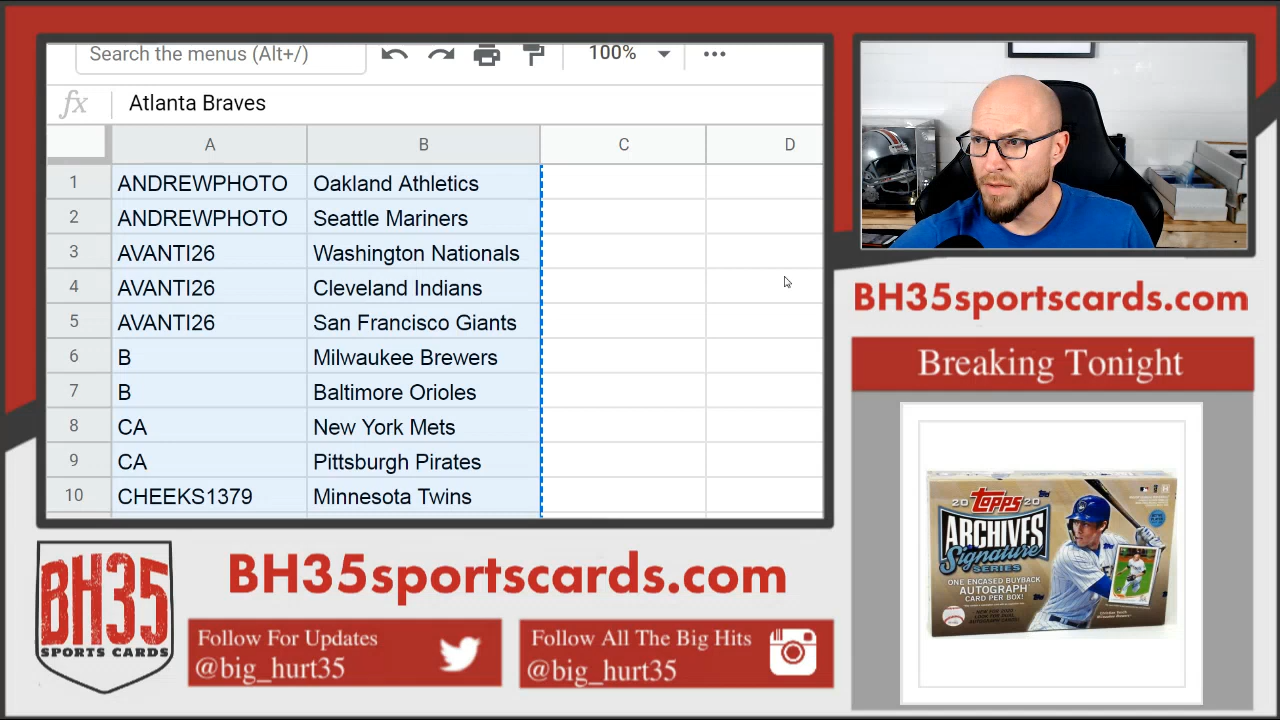 Search the menus (Alt+/)
100%
fx Atlanta Braves
A B C D
1 ANDREWPHOTO Oakland Athletics
2 ANDREWPHOTO Seattle Mariners
3 AVANTI26 Washington Nationals
4 AVANTI26 Cleveland Indians
5 AVANTI26 San Francisco Giants
6 B Milwaukee Brewers
7 B Baltimore Orioles
8 CA New York Mets
9 CA Pittsburgh Pirates
10 CHEEKS1379 Minnesota Twins
BH35sportscards.com
Breaking Tonight
2020 topps
ARCHIVES
Signature
SERIES
ONE ENCASED BUYBACK
AUTOGRAPH
CARD PER BOX!
BH35
SPORTS CARDS
BH35sportscards.com
Follow For Updates
@big_hurt35
Follow All The Big Hits
@big_hurt35